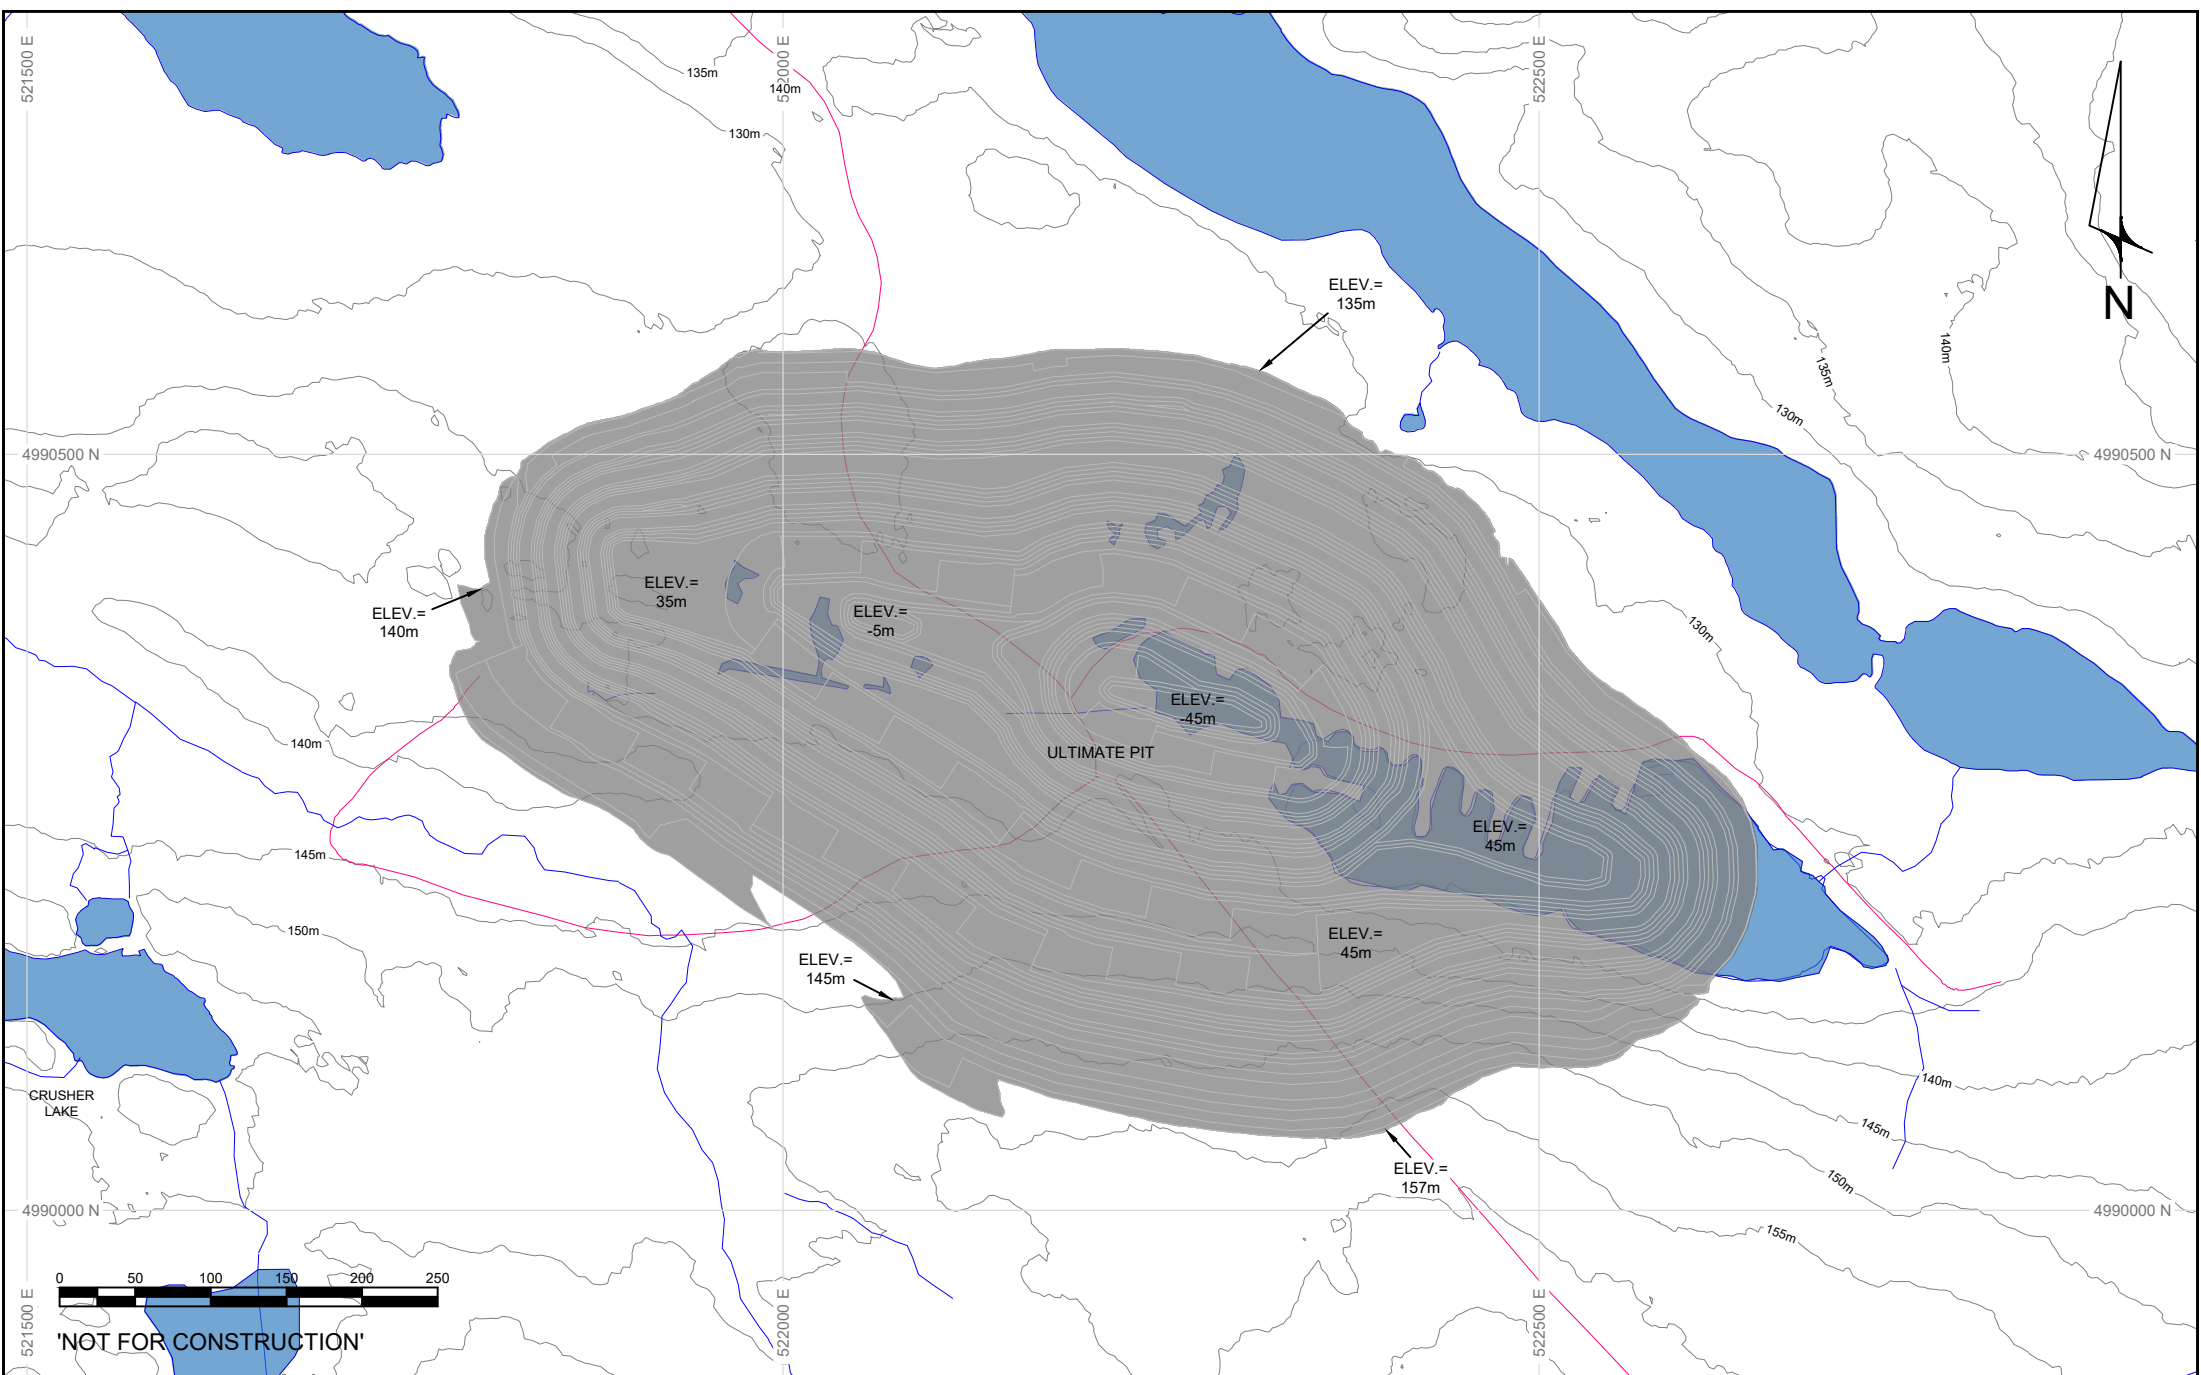 521500 E
522000 E
522500 E
135m
140m
130m
N
ELEV.=
135m
140m
135m
130m
4990500 N
4990500 N
ELEV.=
35m
ELEV.=
140m
ELEV.=
-5m
130m
ELEV.=
-45m
140m
ULTIMATE PIT
145m
ELEV.=
45m
150m
ELEV.=
45m
ELEV.=
145m
140m
CRUSHER
LAKE
145m
ELEV.=
157m
150m
4990000 N
4990000 N
155m
0 50 100 150 200 250
'NOT FOR CONSTRUCTION'
521500 E
522000 E
522500 E